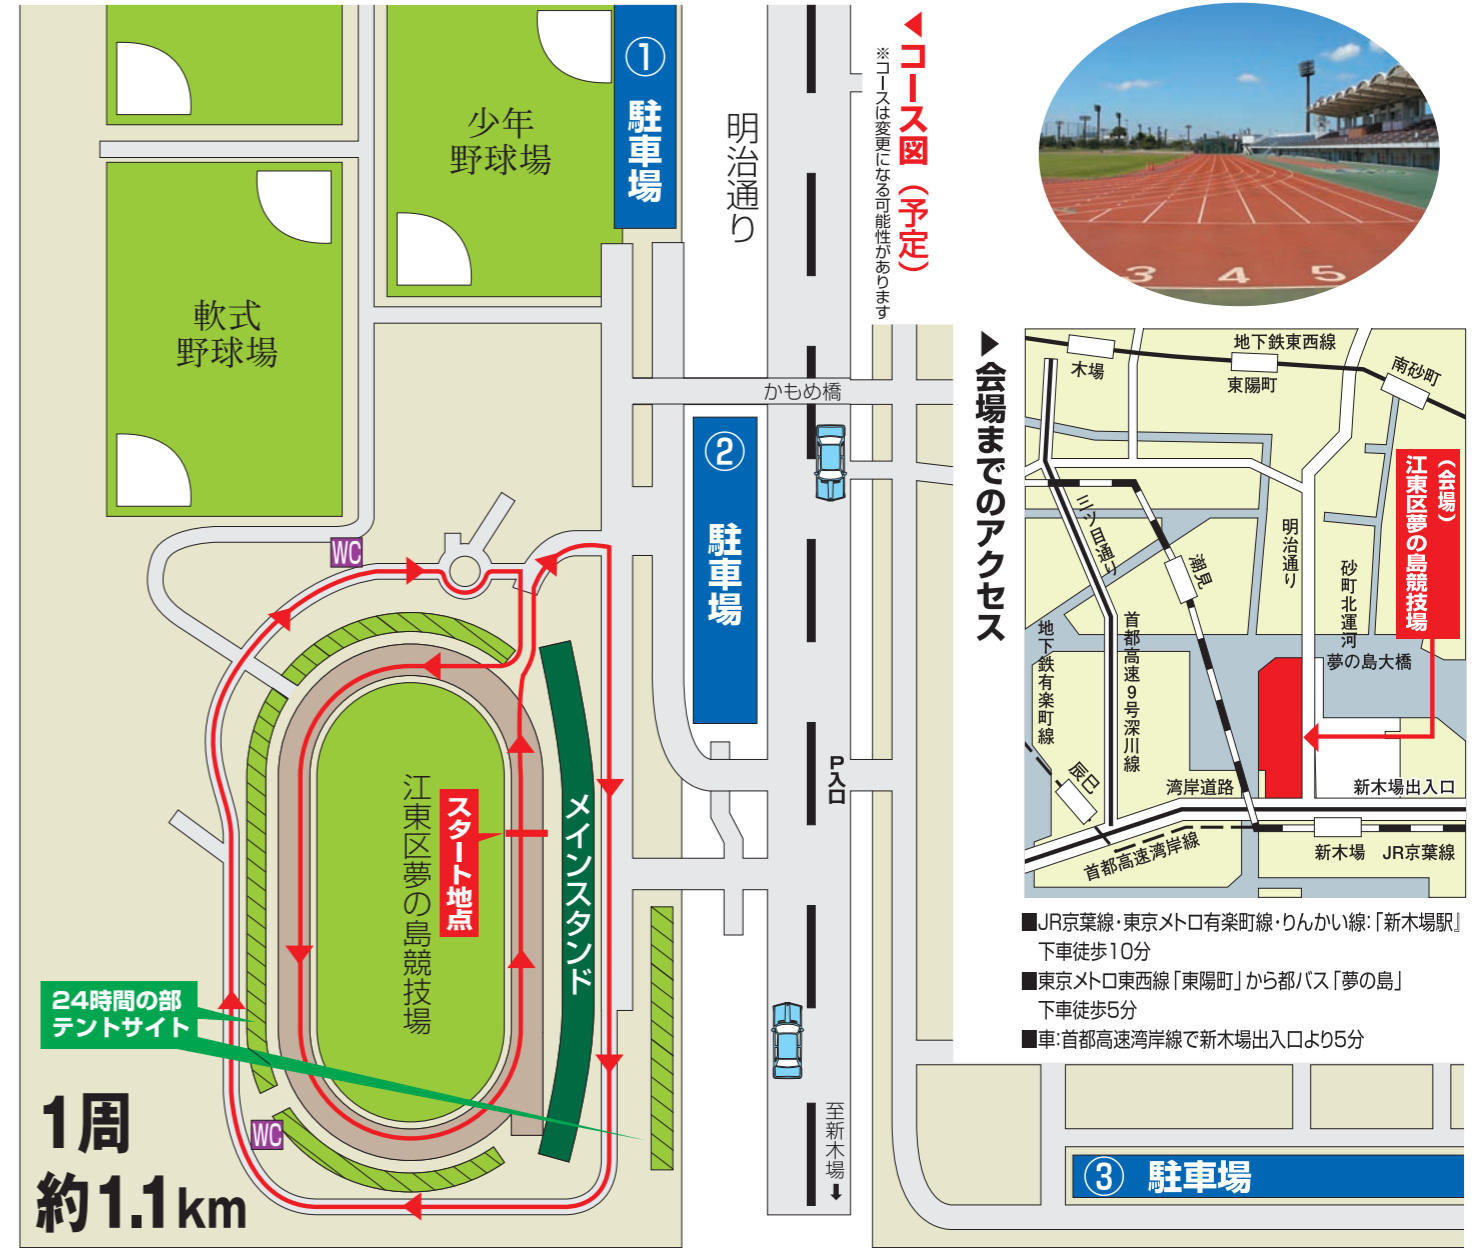 ◀コース図（予定）
※コースは変更になる可能性があります
① 駐車場
明治通り
少年
野球場
軟式
野球場
かもめ橋
② 駐車場
WC
P入口
メインスタンド
スタート地点
江東区夢の島競技場
24時間の部
テントサイト
WC
1周
約1.1km
至新木場➡
③ 駐車場
3 4 5
▶会場までのアクセス
地下鉄東西線
木場
東陽町
南砂町
（会場）
江東区夢の島競技場
三ツ目通り
潮見
明治通り
砂町北運河
夢の島大橋
地下鉄有楽町線
首都高速9号深川線
辰巳
湾岸道路
新木場出入口
首都高速湾岸線
新木場
JR京葉線
■JR京葉線・東京メトロ有楽町線・りんかい線：「新木場駅』
下車徒歩10分
■東京メトロ東西線「東陽町」から都バス「夢の島」
下車徒歩5分
■車：首都高速湾岸線で新木場出入口より5分